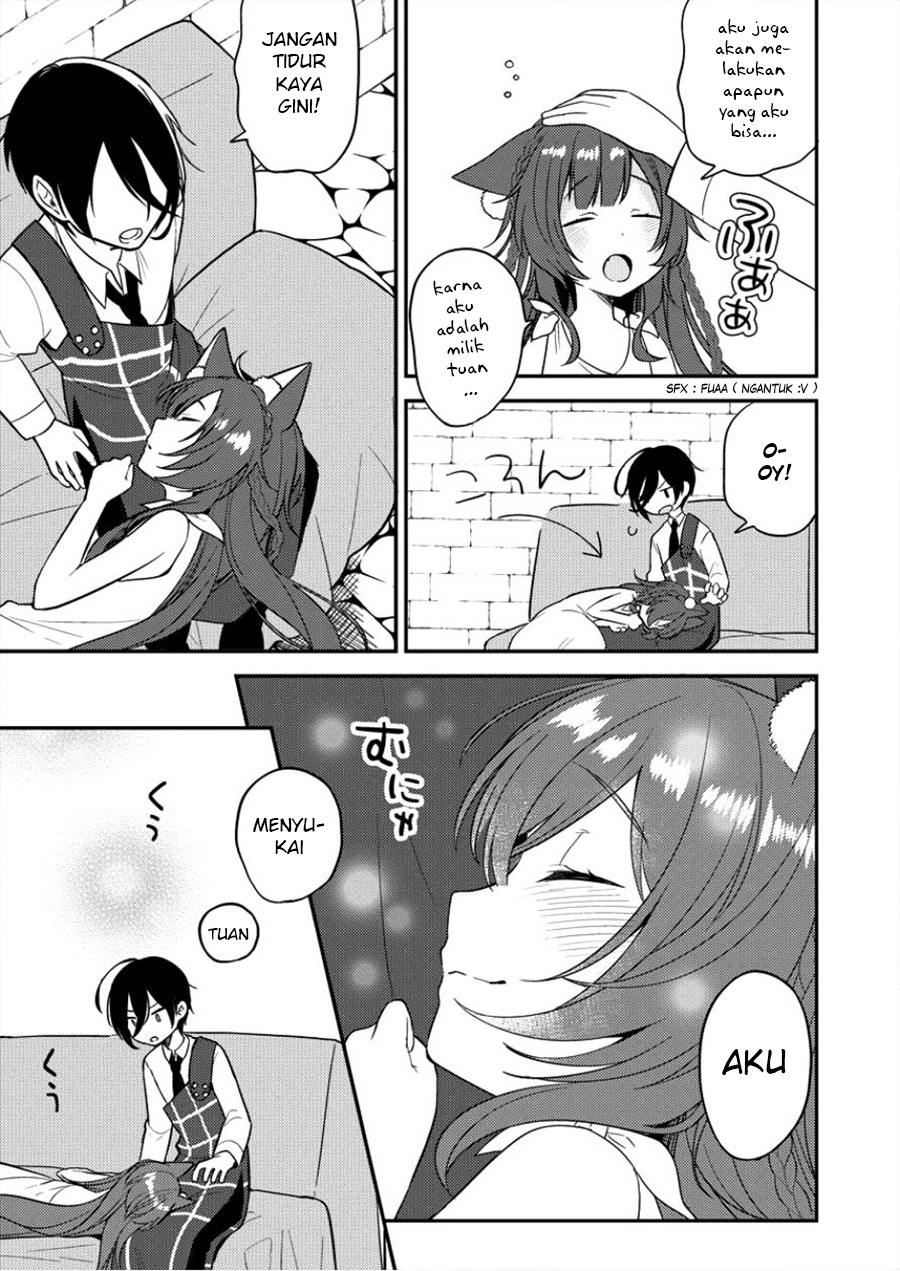 aku juga
akan me-
lakukan
apapun
yang aku
bisa...
ふぁぁ
karna
aku
adalah
milik
tuan
...
SFX : FUAA ( NGANTUK :V )
O-
OY!
ころん
JANGAN
TIDUR
KAYA
GINI!
むにゃ
AKU
MENYU-
KAI
TUAN
くぅ
くぅ